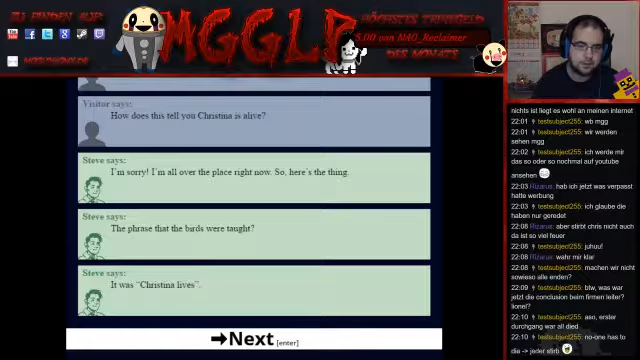 ZU FINDEN AUF
MGGLP
HÖCHSTES TRINKGELD
5.00 von NAO_Reclaimer
DES MONATS
Visitor says:
How does this tell you Christina is alive?
Steve says:
I'm sorry! I'm all over the place right now. So, here's the thing.
Steve says:
The phrase that the birds were taught?
Steve says:
It was “Christina lives”.
➔Next [enter]
nichts ist liegt es wohl an meinen internet
22:01 testsubject255: wb mgg
22:01 testsubject255: wir werden
sehen mgg
22:02 testsubject255: ich werde mir
das so oder so nochmal auf youtube
ansehen
22:03 Rizarus: hab ich jetzt was verpasst
hatte werbung
22:03 testsubject255: ich glaube die
haben nur geredet
22:08 Rizarus: aber stirbt chris nicht auch
da ist so viel feuer
22:08 testsubject255: juhuu!
22:08 Rizarus: wahr mir klar
22:08 testsubject255: machen wir nicht
sowieso alle enden?
22:09 testsubject255: btw, was war
jetzt die conclusion beim firmen leiter?
lionel?
22:10 testsubject255: aso, erster
durchgang war all died
22:10 testsubject255: no-one has to
die -> jeder stirb